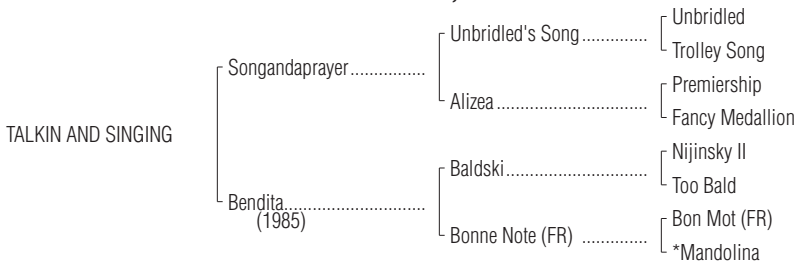 Unbridled
Unbridled's Song ..............
Trolley Song
Songandaprayer................
Premiership
Alizea ................................
Fancy Medallion
TALKIN AND SINGING
Nijinsky II
Baldski..............................
Too Bald
Bendita..............................
(1985)
Bon Mot (FR)
Bonne Note (FR) ..............
*Mandolina